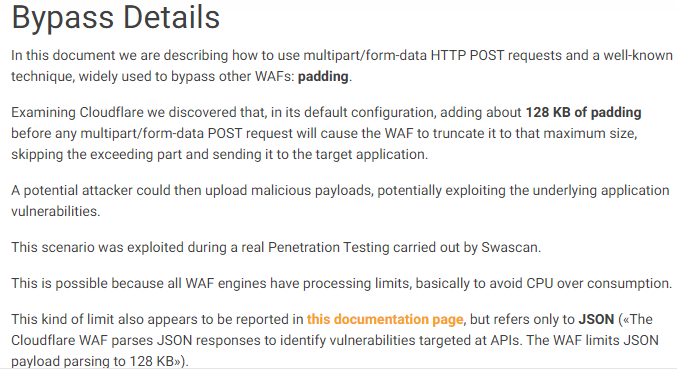 Bypass Details
In this document we are describing how to use multipart/form-data HTTP POST requests and a well-known
technique, widely used to bypass other WAFs: padding.
Examining Cloudflare we discovered that, in its default configuration, adding about 128 KB of padding
before any multipart/form-data POST request will cause the WAF to truncate it to that maximum size,
skipping the exceeding part and sending it to the target application.
A potential attacker could then upload malicious payloads, potentially exploiting the underlying application
vulnerabilities.
This scenario was exploited during a real Penetration Testing carried out by Swascan.
This is possible because all WAF engines have processing limits, basically to avoid CPU over consumption.
This kind of limit also appears to be reported in this documentation page, but refers only to JSON («The
Cloudflare WAF parses JSON responses to identify vulnerabilities targeted at APIs. The WAF limits JSON
payload parsing to 128 KB»).